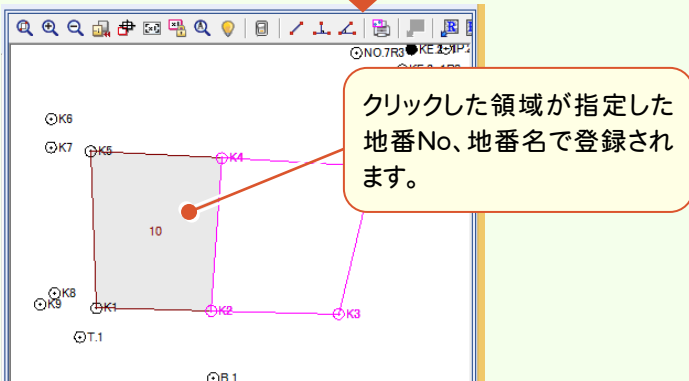 NO.7R3
クリックした領域が指定した
地番No、地番名で登録され
ます。
K6
K7
K5
K4
10
K8
K9
K1
K2
K3
T.1
B.1